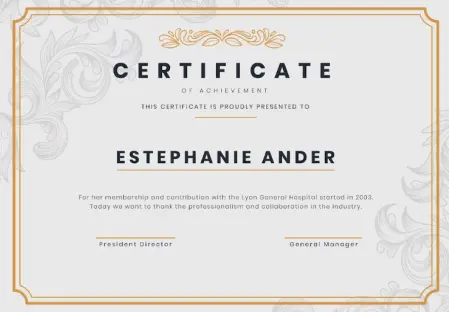 CERTIFICATE
OF ACHIEVEMENT
THIS CERTIFICATE IS PROUDLY PRESENTED TO
ESTEPHANIE ANDER
For her membership and contribution with the Lyon General Hospital started in 2003.
Today we want to thank the professionalism and collaboration in the industry.
President Director
General Manager